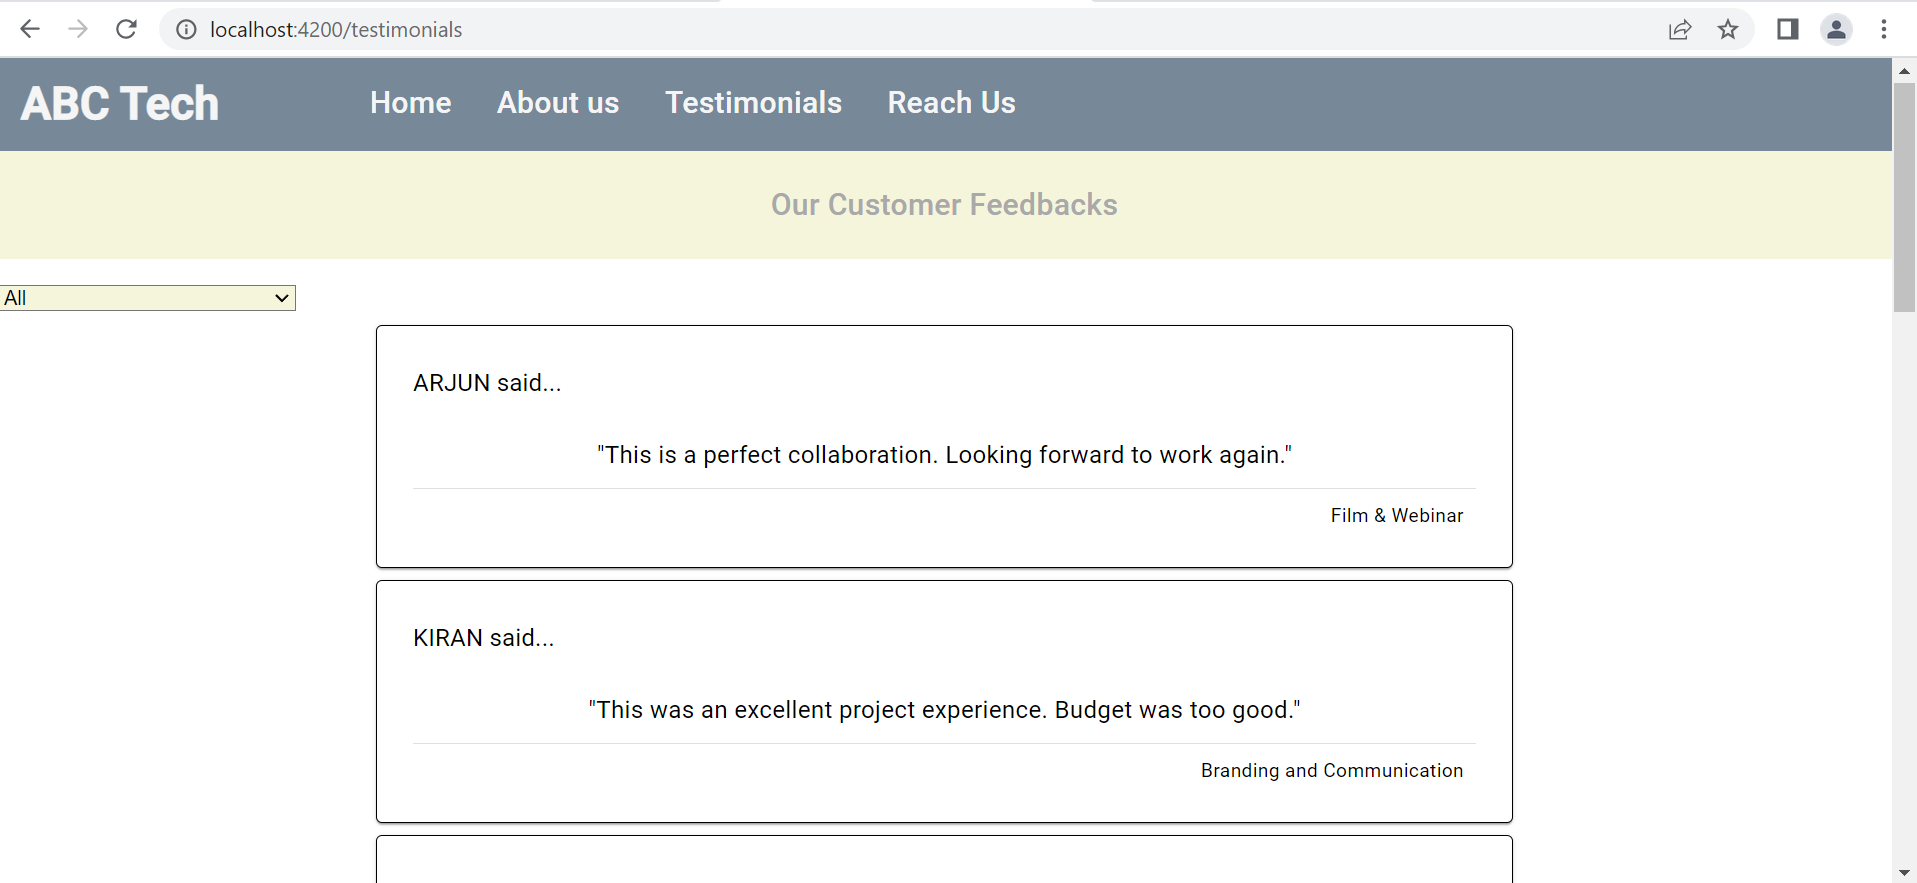 localhost:4200/testimonials
ABC Tech Home About us Testimonials Reach Us
Our Customer Feedbacks
All
ARJUN said...
"This is a perfect collaboration. Looking forward to work again."
Film & Webinar
KIRAN said...
"This was an excellent project experience. Budget was too good."
Branding and Communication